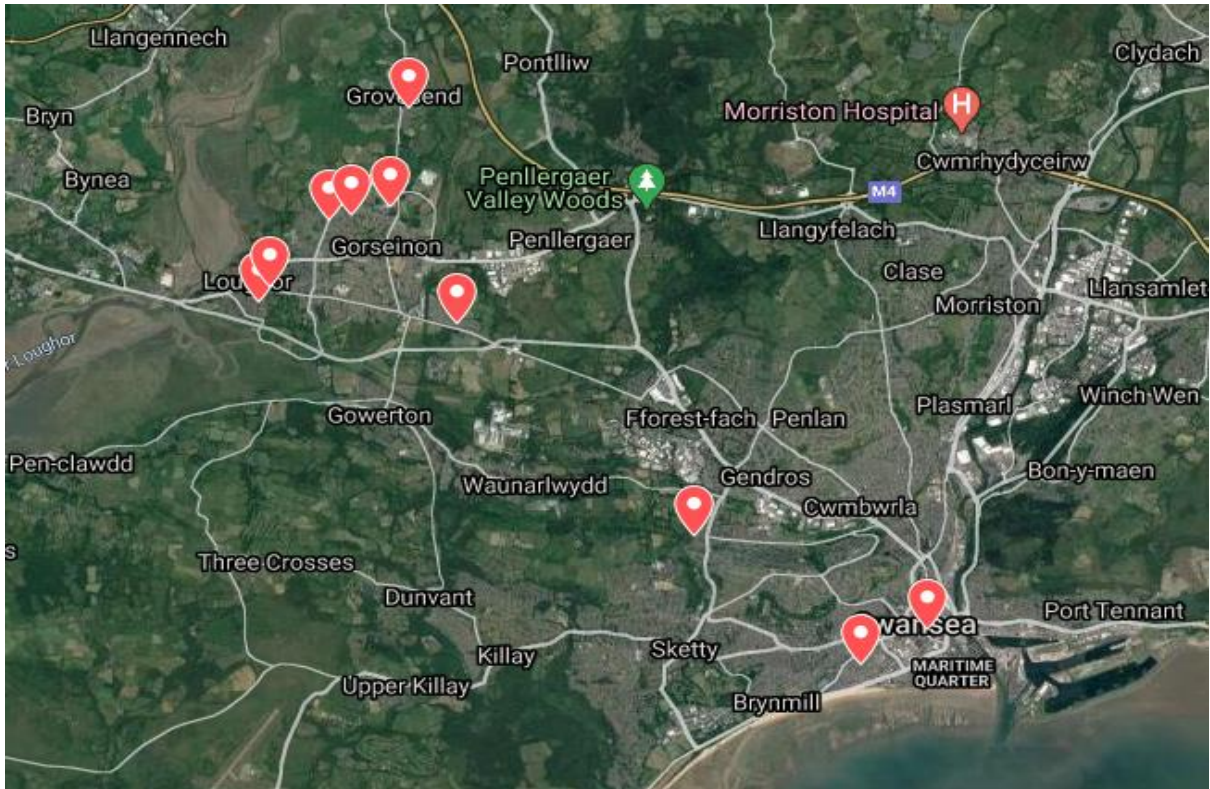 Llangennech
Pontlliw
Clydach
Bryn
Morriston Hospital
H
Cwmrhydyceirw
Bynea
Penllergaer
Valley Woods
M4
Gorseinon
Penllergaer
Llangyfelach
Clase
Morriston
Llansamlet
Loughor
Gowerton
Fforest-fach
Penlan
Plasmarl
Winch Wen
Pen-clawdd
Waunarlwydd
Gendros
Bon-y-maen
Cwmbwrla
s
Three Crosses
Dunvant
Port Tennant
Killay
Sketty
MARITIME
QUARTER
Upper Killay
Brynmill